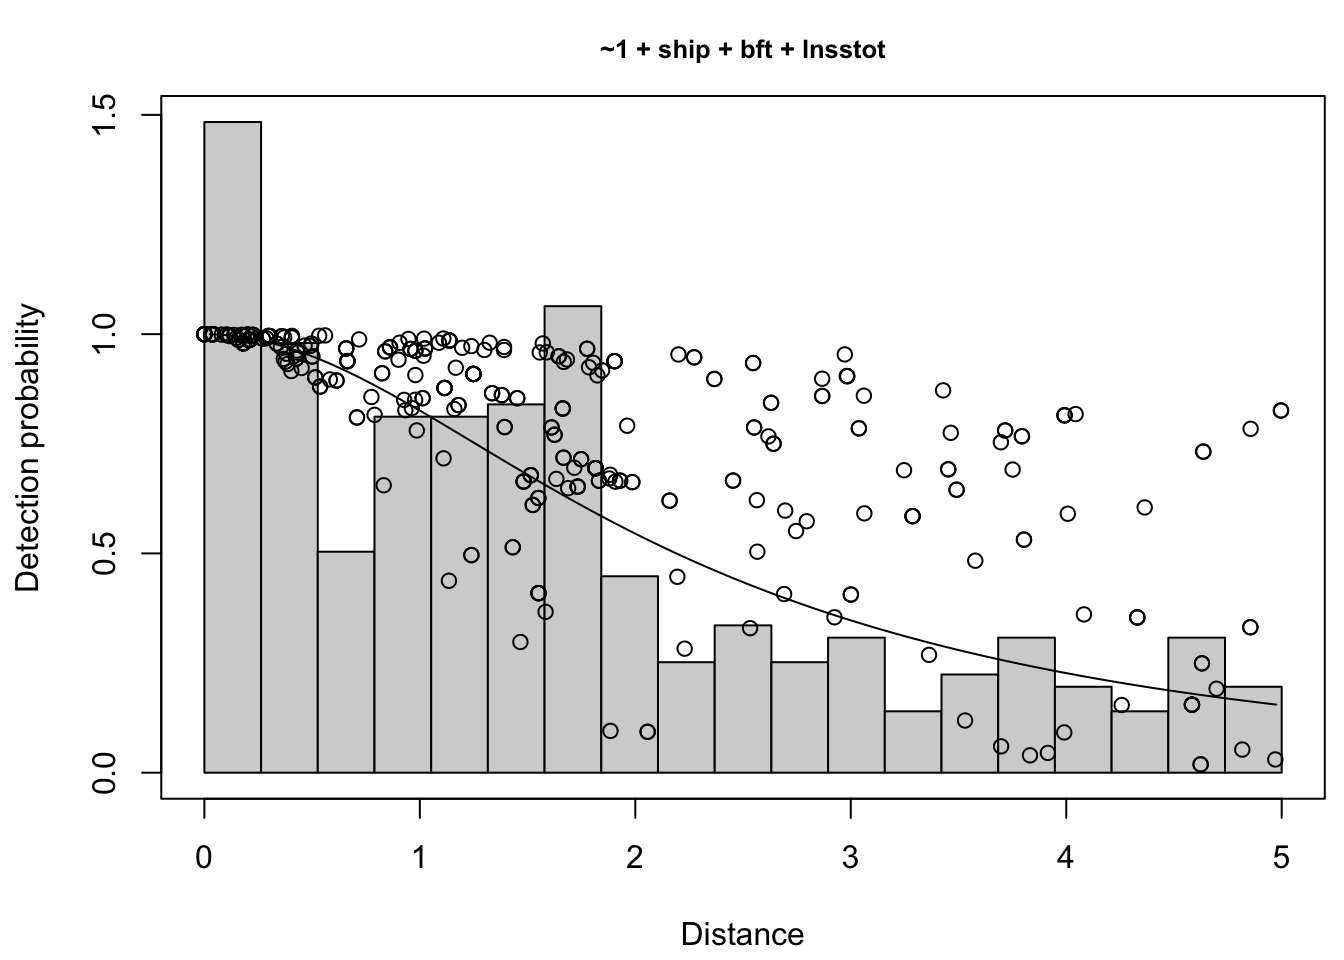 ~1 + ship + bft + lnsstot
Detection probability
1.5
1.0
0.5
0.0
0 1 2 3 4 5
Distance